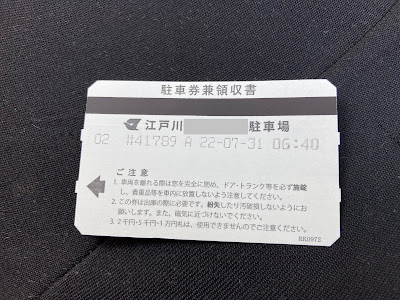 駐車券兼領収書
江戸川 駐車場
02 #41789 A 22-07-31 06:40
ご注意
1. 車両を離れる際は窓を完全に閉め、ドア・トランク等を必ず施錠
し、貴重品等を車内に放置しないよう注意してください。
2. この券は出庫の際に必要です。紛失したり汚破損しないようにお
願いします。また、磁気に近づけないでください。
3. 2千円・5千円・1万円札は、使用できませんのでご注意ください。
RK0972